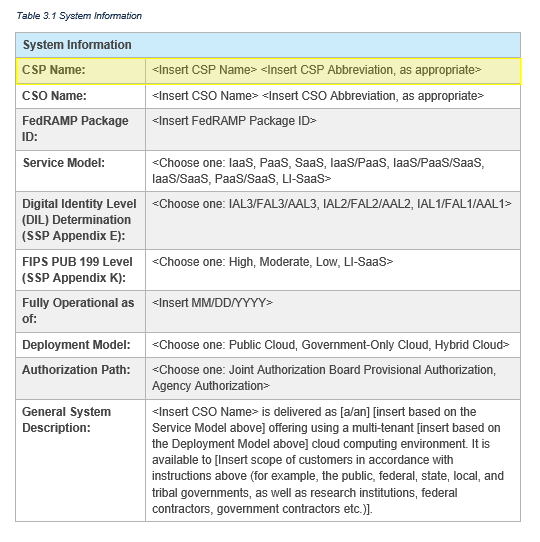 Table 3.1 System Information
System Information
CSP Name:
<Insert CSP Name> <Insert CSP Abbreviation, as appropriate>
CSO Name:
<Insert CSO Name> <Insert CSO Abbreviation, as appropriate>
FedRAMP Package
ID:
<Insert FedRAMP Package ID>
Service Model:
<Choose one: IaaS, PaaS, SaaS, IaaS/PaaS, IaaS/PaaS/SaaS,
IaaS/SaaS, PaaS/SaaS, LI-SaaS>
Digital Identity Level
(DIL) Determination
(SSP Appendix E):
<Choose one: IAL3/FAL3/AAL3, IAL2/FAL2/AAL2, IAL1/FAL1/AAL1>
FIPS PUB 199 Level
(SSP Appendix K):
<Choose one: High, Moderate, Low, LI-SaaS>
Fully Operational as
of:
<Insert MM/DD/YYYY>
Deployment Model:
<Choose one: Public Cloud, Government-Only Cloud, Hybrid Cloud>
Authorization Path:
<Choose one: Joint Authorization Board Provisional Authorization,
Agency Authorization>
General System
Description:
<Insert CSO Name> is delivered as [a/an] [insert based on the
Service Model above] offering using a multi-tenant [insert based on
the Deployment Model above] cloud computing environment. It is
available to [Insert scope of customers in accordance with
instructions above (for example, the public, federal, state, local, and
tribal governments, as well as research institutions, federal
contractors, government contractors etc.)].